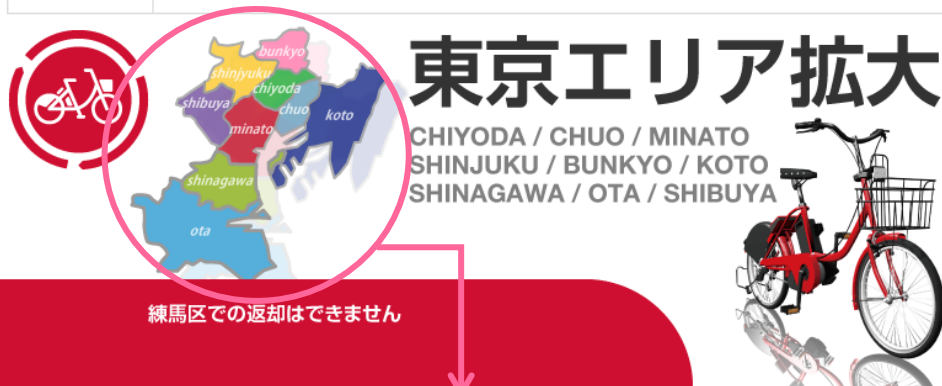 bunkyo
shinjyuku
chiyoda
shibuya
chuo
koto
minato
shinagawa
ota
東京エリア拡大
CHIYODA / CHUO / MINATO
SHINJUKU / BUNKYO / KOTO
SHINAGAWA / OTA / SHIBUYA
練馬区での返却はできません